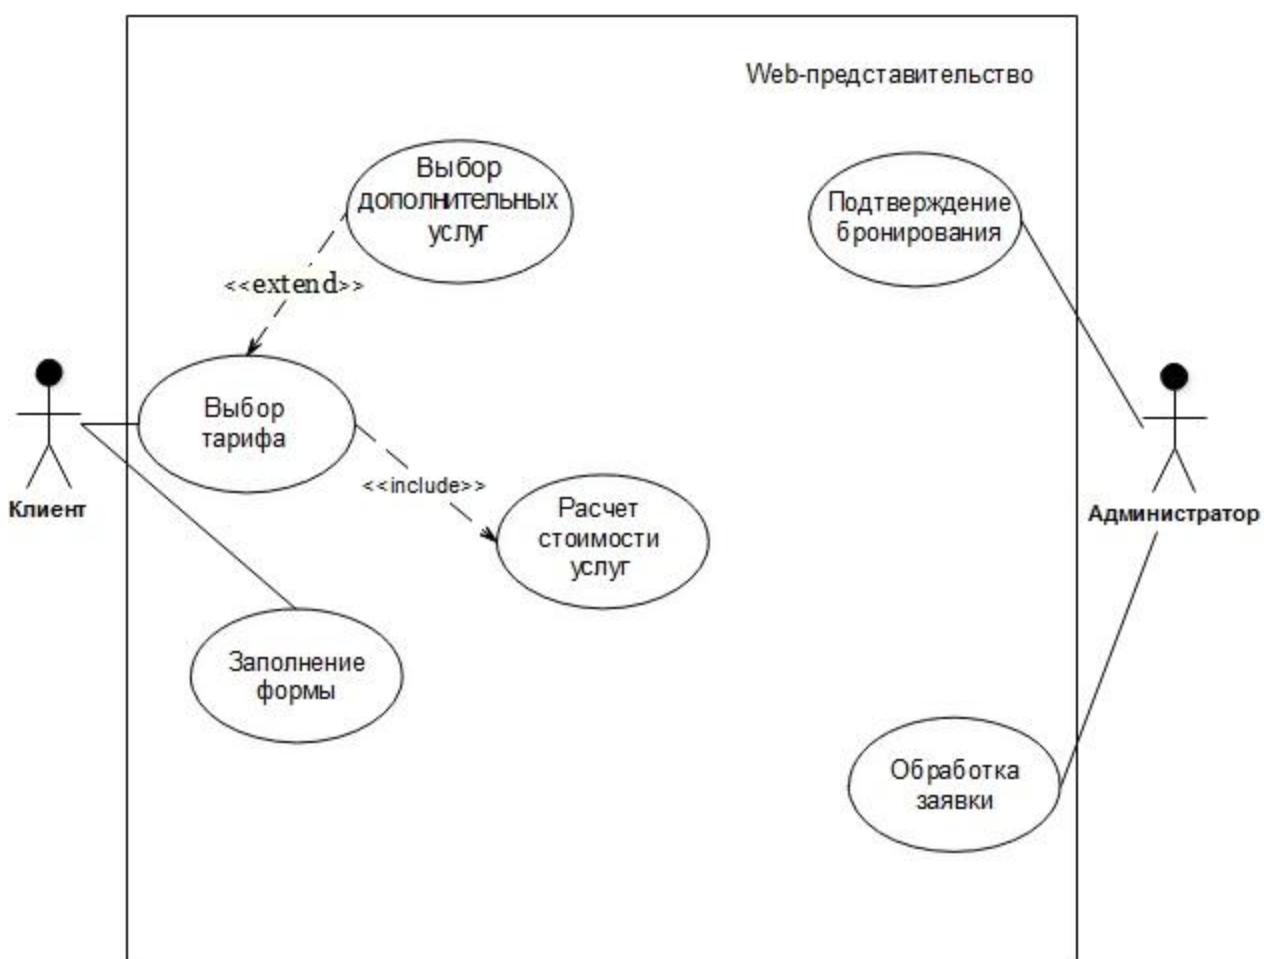 Web-представительство
Выбор
дополнительных
услуг
Подтверждение
бронирования
<<extend>>
Выбор
тарифа
<<include>>
Расчет
стоимости
услуг
Клиент
Администратор
Заполнение
формы
Обработка
заявки